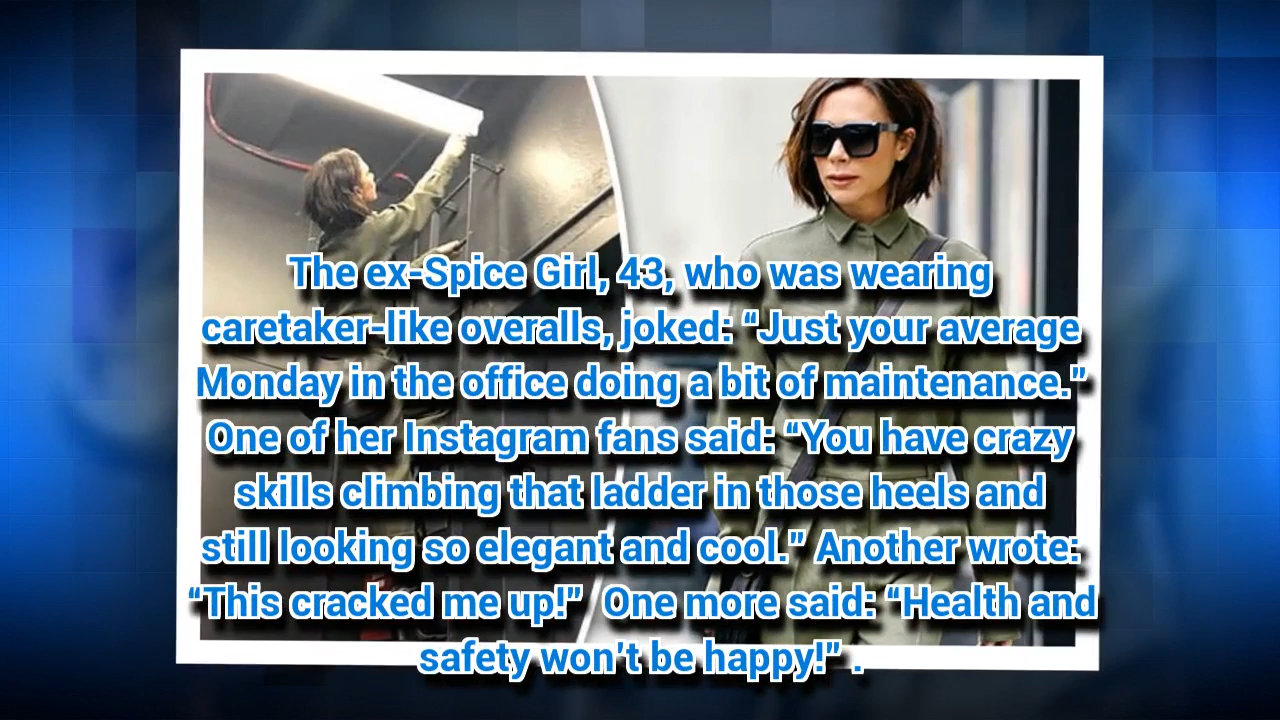 The ex-Spice Girl, 43, who was wearing
caretaker-like overalls, joked: “Just your average
Monday in the office doing a bit of maintenance.”
One of her Instagram fans said: “You have crazy
skills climbing that ladder in those heels and
still looking so elegant and cool.” Another wrote:
“This cracked me up!”  One more said: “Health and
safety won't be happy!” .